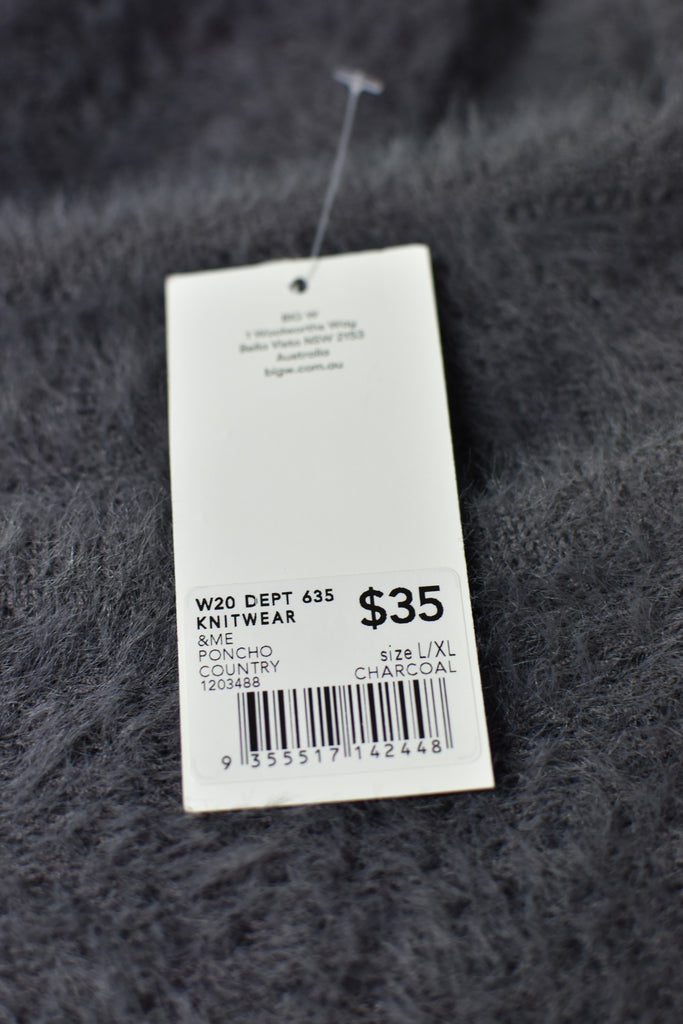 BIG W
1 Woolworths Way
Bella Vista NSW 2153
Australia
bigw.com.au
W20 DEPT 635
KNITWEAR
$35
&ME
PONCHO
COUNTRY
1203488
size L/XL
CHARCOAL
9 355517 142448